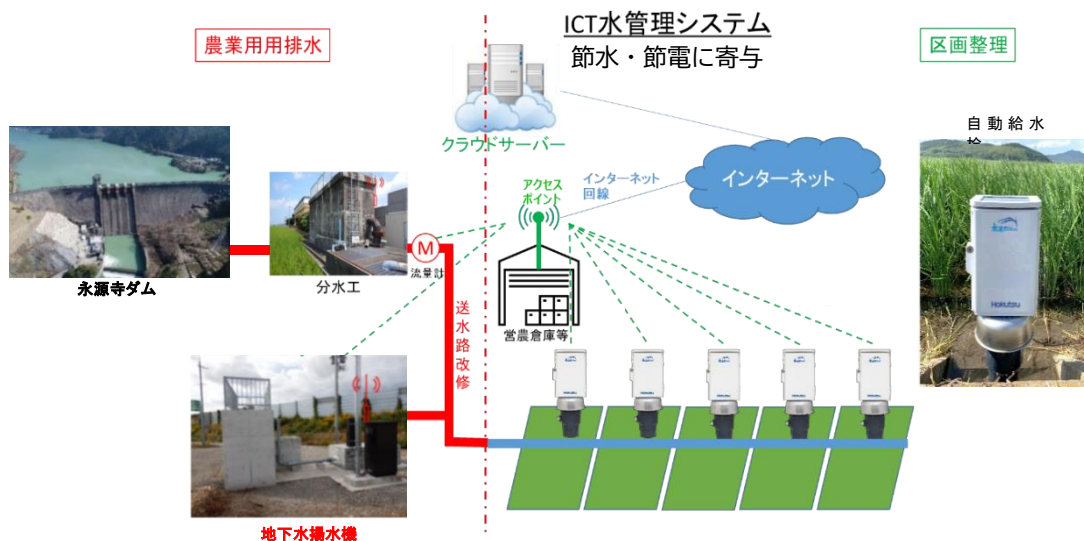 ICT水管理システム
節水・節電に寄与
農業用用排水
区画整理
クラウドサーバー
自動給水
アクセス
ポイント
インターネット
回線
インターネット
M
流量計
永源寺ダム
分水工
送水路改修
営農倉庫等
Hokutsu
地下水揚水機